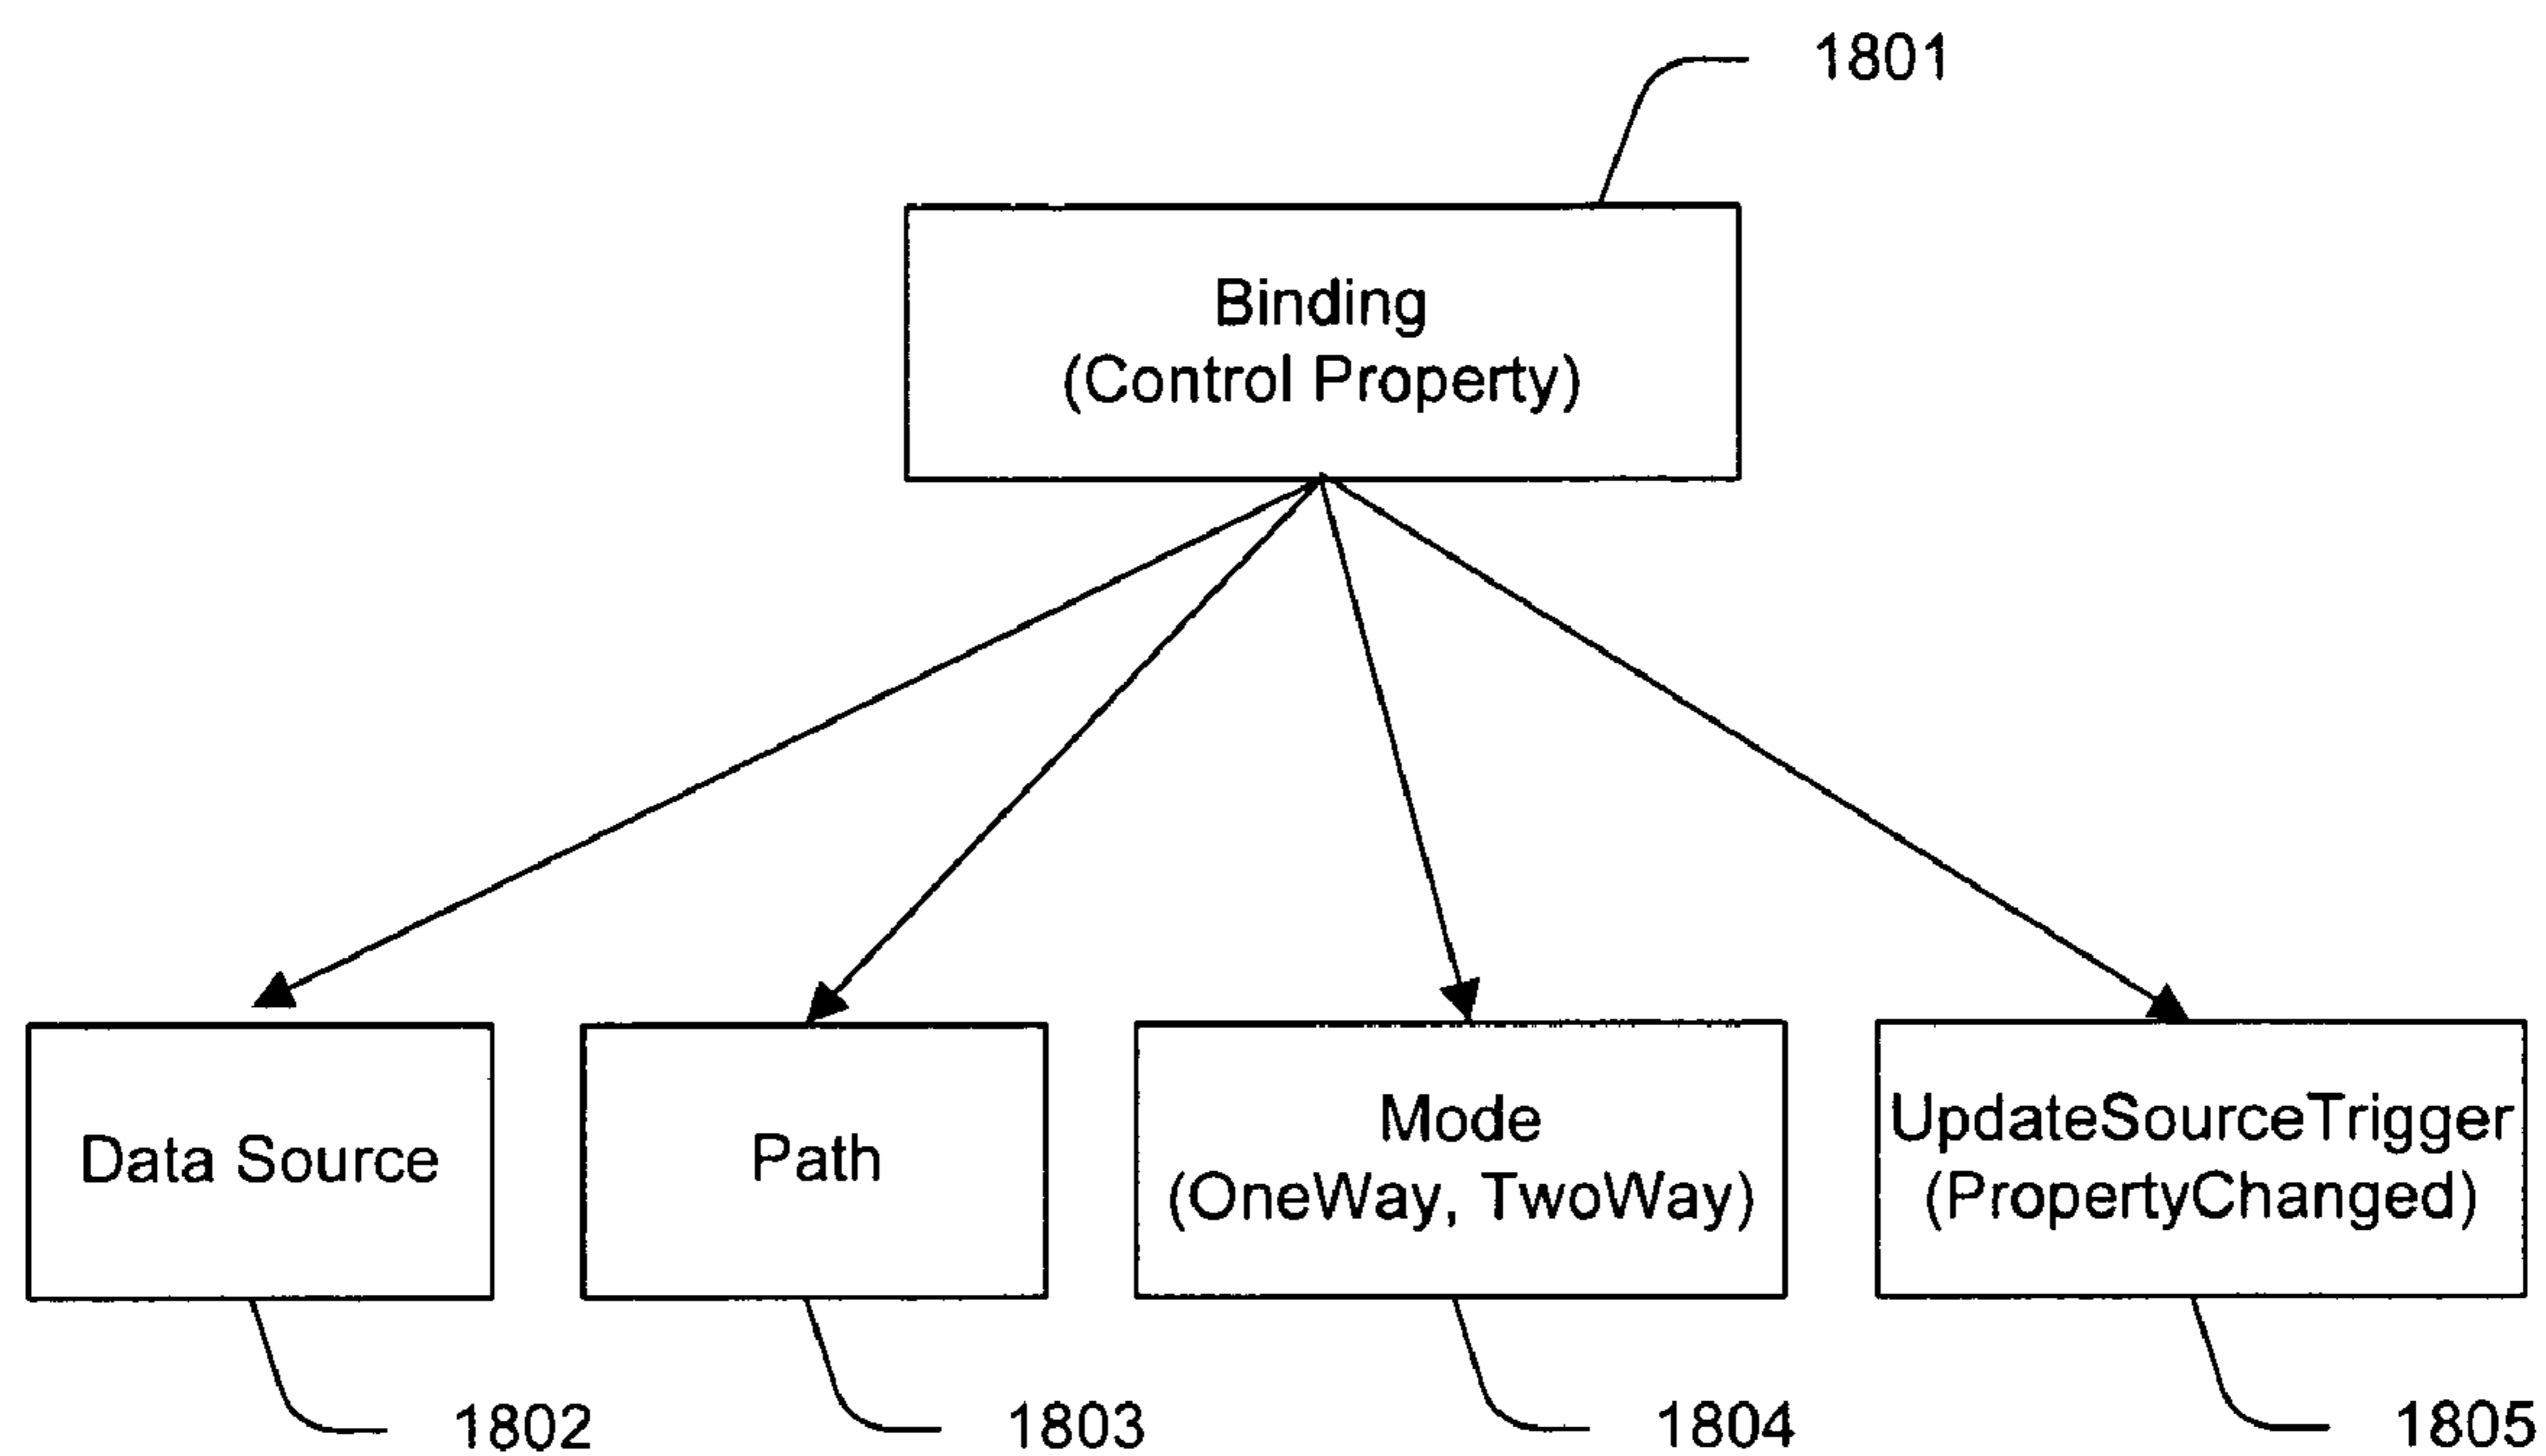 1801
Binding
(Control Property)
Data Source
Path
Mode
(OneWay, TwoWay)
UpdateSourceTrigger
(PropertyChanged)
1802
1803
1804
1805